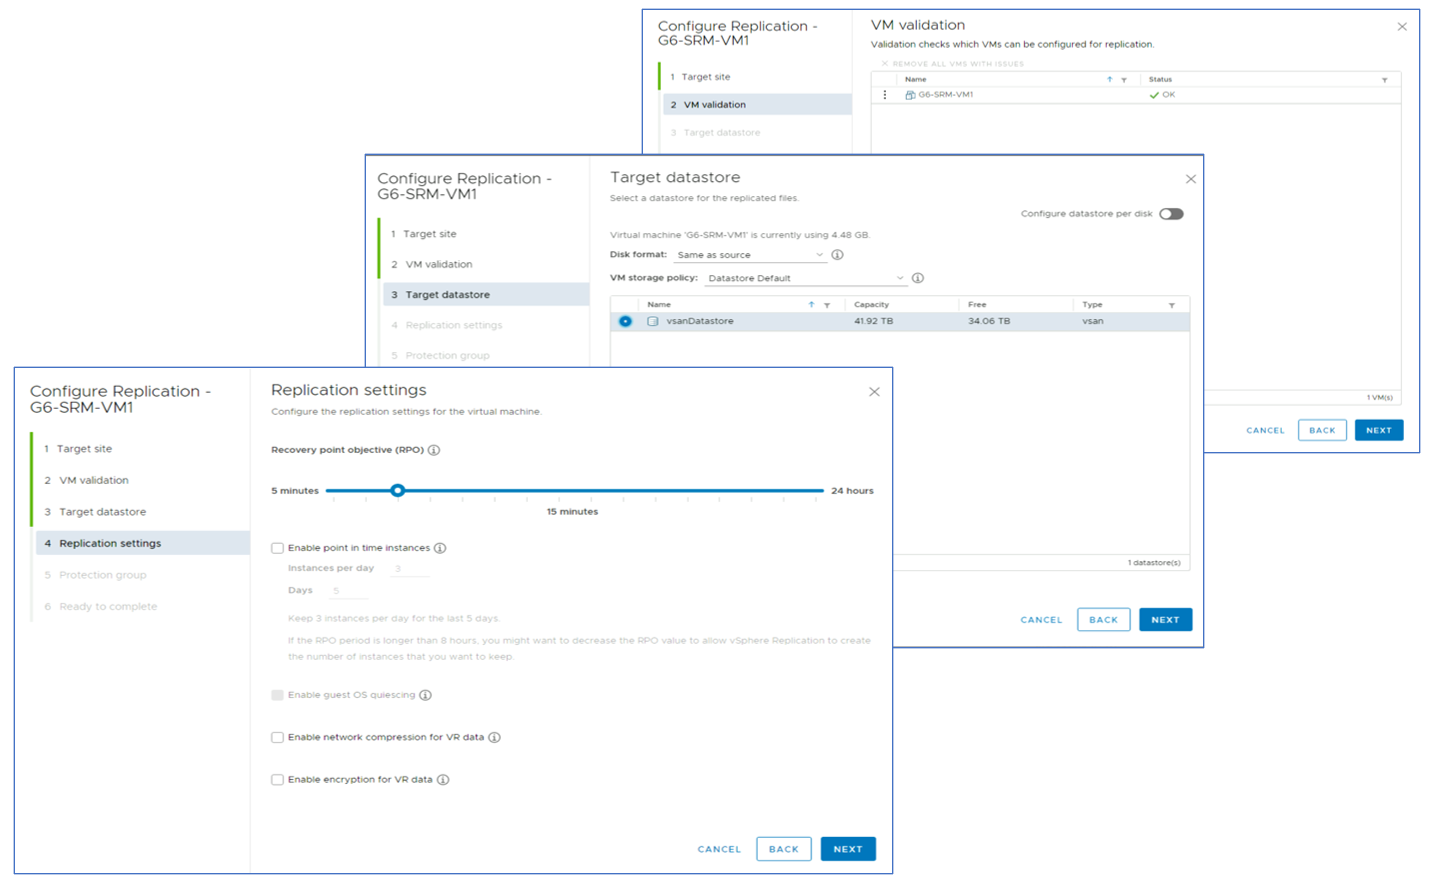 Configure Replication -
G6-SRM-VM1
1 Target site
2 VM validation
3 Target datastore
VM validation
Validation checks which VMs can be configured for replication.
REMOVE ALL VMS WITH ISSUES
Name Status
G6-SRM-VM1 OK
1 VM(s)
CANCEL BACK NEXT
Configure Replication -
G6-SRM-VM1
1 Target site
2 VM validation
3 Target datastore
4 Replication settings
5 Protection group
Target datastore
Select a datastore for the replicated files.
Configure datastore per disk
Virtual machine 'G6-SRM-VM1' is currently using 4.48 GB.
Disk format: Same as source
VM storage policy: Datastore Default
Name Capacity Free Type
vsanDatastore 41.92 TB 34.06 TB vsan
1 datastore(s)
CANCEL BACK NEXT
Configure Replication -
G6-SRM-VM1
1 Target site
2 VM validation
3 Target datastore
4 Replication settings
5 Protection group
6 Ready to complete
Replication settings
Configure the replication settings for the virtual machine.
Recovery point objective (RPO)
5 minutes 24 hours
15 minutes
Enable point in time instances
Instances per day 3
Days 5
Keep 3 instances per day for the last 5 days.
If the RPO period is longer than 8 hours, you might want to decrease the RPO value to allow vSphere Replication to create
the number of instances that you want to keep.
Enable guest OS quiescing
Enable network compression for VR data
Enable encryption for VR data
CANCEL BACK NEXT